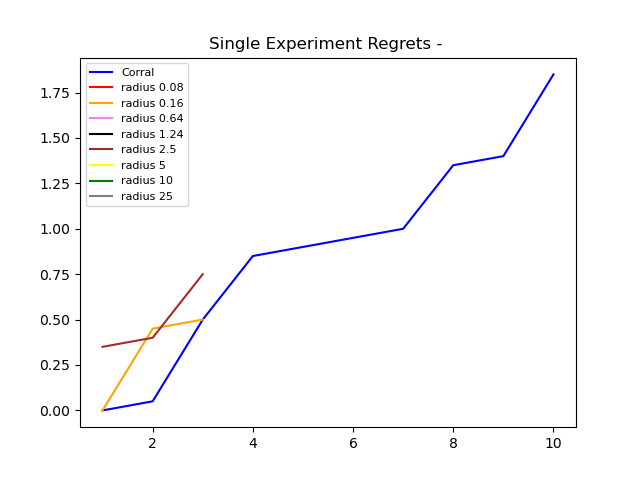 Single Experiment Regrets -
Corral
radius 0.08
radius 0.16
radius 0.64
radius 1.24
radius 2.5
radius 5
radius 10
radius 25
1.75
1.50
1.25
1.00
0.75
0.50
0.25
0.00
2 4 6 8 10